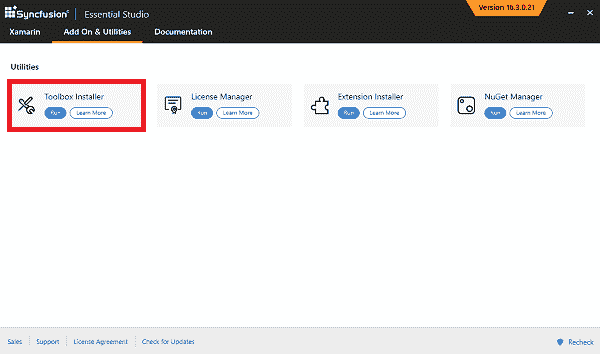 Syncfusion® Essential Studio
Version 16.3.0.21
Xamarin Add On & Utilities Documentation
Utilities
Toolbox Installer
Run Learn More
License Manager
Run Learn More
Extension Installer
Run Learn More
NuGet Manager
Run Learn More
Sales Support License Agreement Check for Updates Recheck